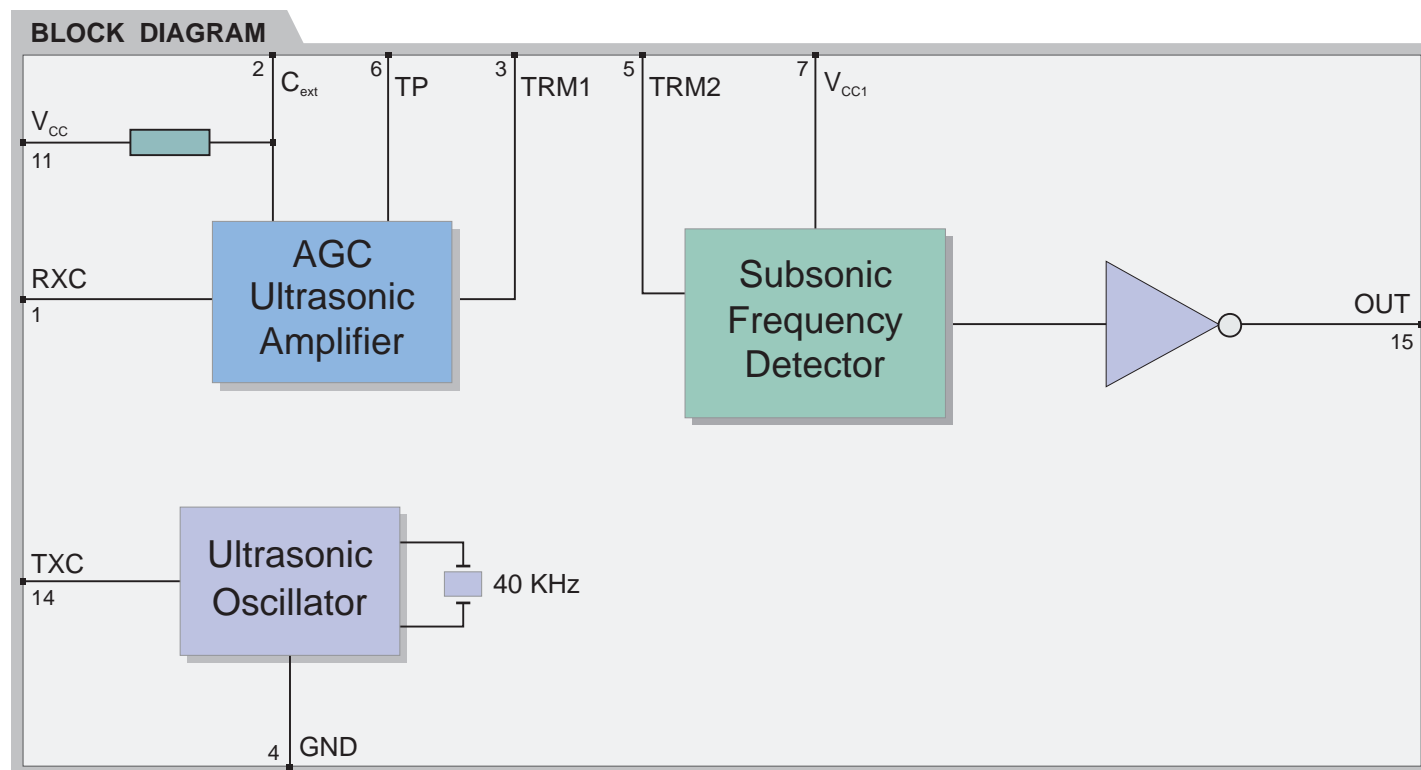 BLOCK DIAGRAM
2 Cext
6 TP
3 TRM1
5 TRM2
7 VCC1
VCC
11
RXC
1
AGC
Ultrasonic
Amplifier
Subsonic
Frequency
Detector
OUT
15
TXC
14
Ultrasonic
Oscillator
40 KHz
4 GND